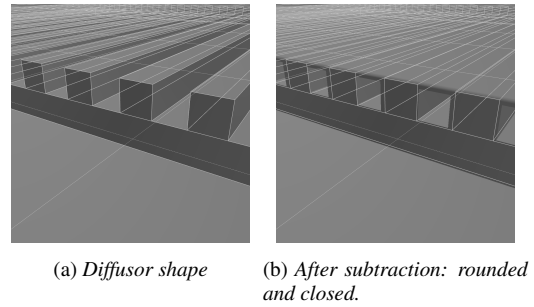 (a) Diffusor shape
(b) After subtraction: rounded
and closed.